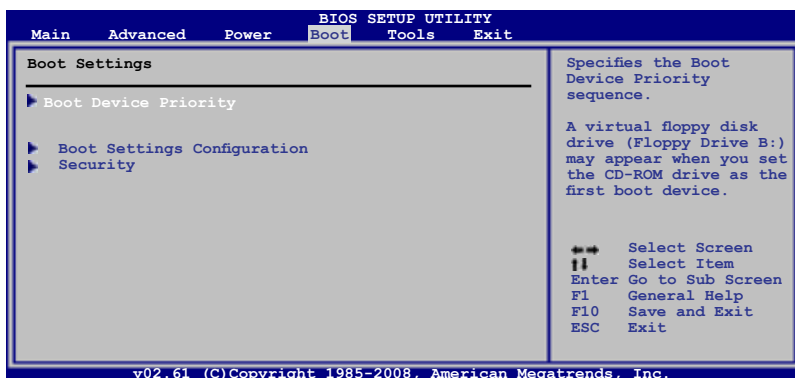 BIOS SETUP UTILITY
Main Advanced Power Boot Tools Exit
Boot Settings
Boot Device Priority
Boot Settings Configuration
Security
Specifies the Boot
Device Priority
sequence.
A virtual floppy disk
drive (Floppy Drive B:)
may appear when you set
the CD-ROM drive as the
first boot device.
Select Screen
Select Item
Enter Go to Sub Screen
F1 General Help
F10 Save and Exit
ESC Exit
v02.61 (C)Copyright 1985-2008, American Megatrends, Inc.